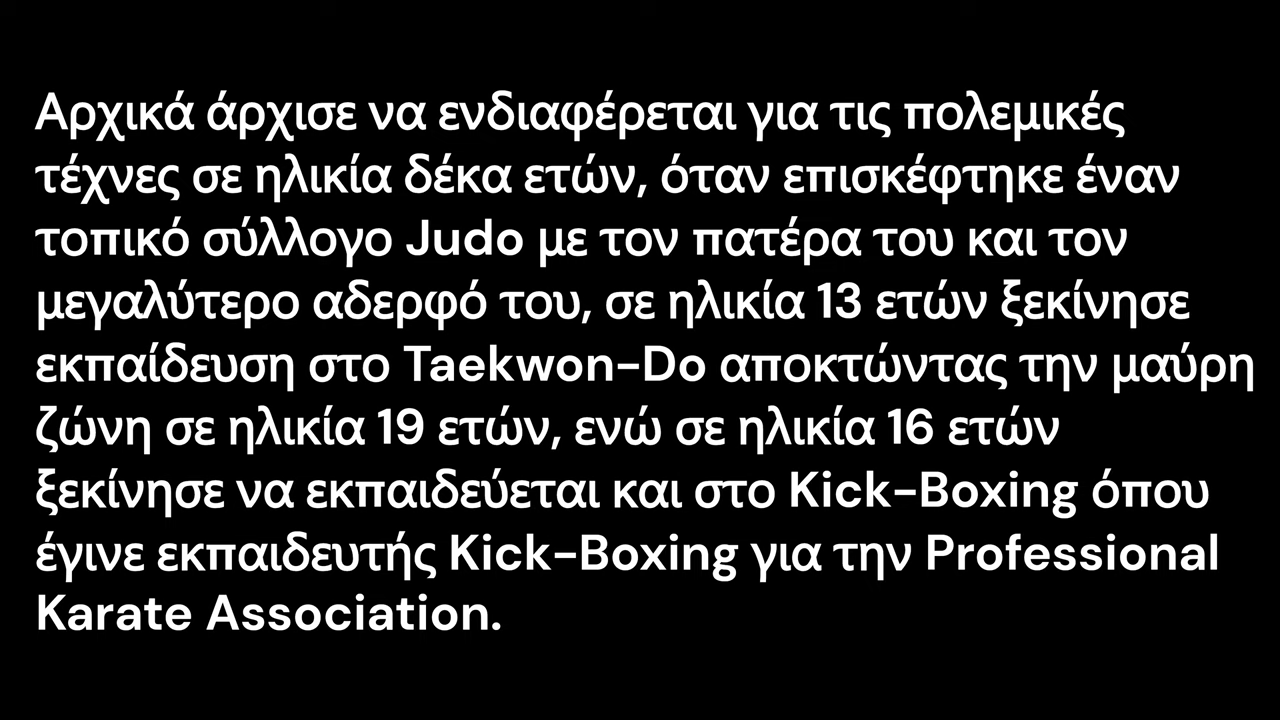 Αρχικά άρχισε να ενδιαφέρεται για τις πολεμικές
τέχνες σε ηλικία δέκα ετών, όταν επισκέφτηκε έναν
τοπικό σύλλογο Judo με τον πατέρα του και τον
μεγαλύτερο αδερφό του, σε ηλικία 13 ετών ξεκίνησε
εκπαίδευση στο Taekwon-Do αποκτώντας την μαύρη
ζώνη σε ηλικία 19 ετών, ενώ σε ηλικία 16 ετών
ξεκίνησε να εκπαιδεύεται και στο Kick-Boxing όπου
έγινε εκπαιδευτής Kick-Boxing για την Professional
Karate Association.